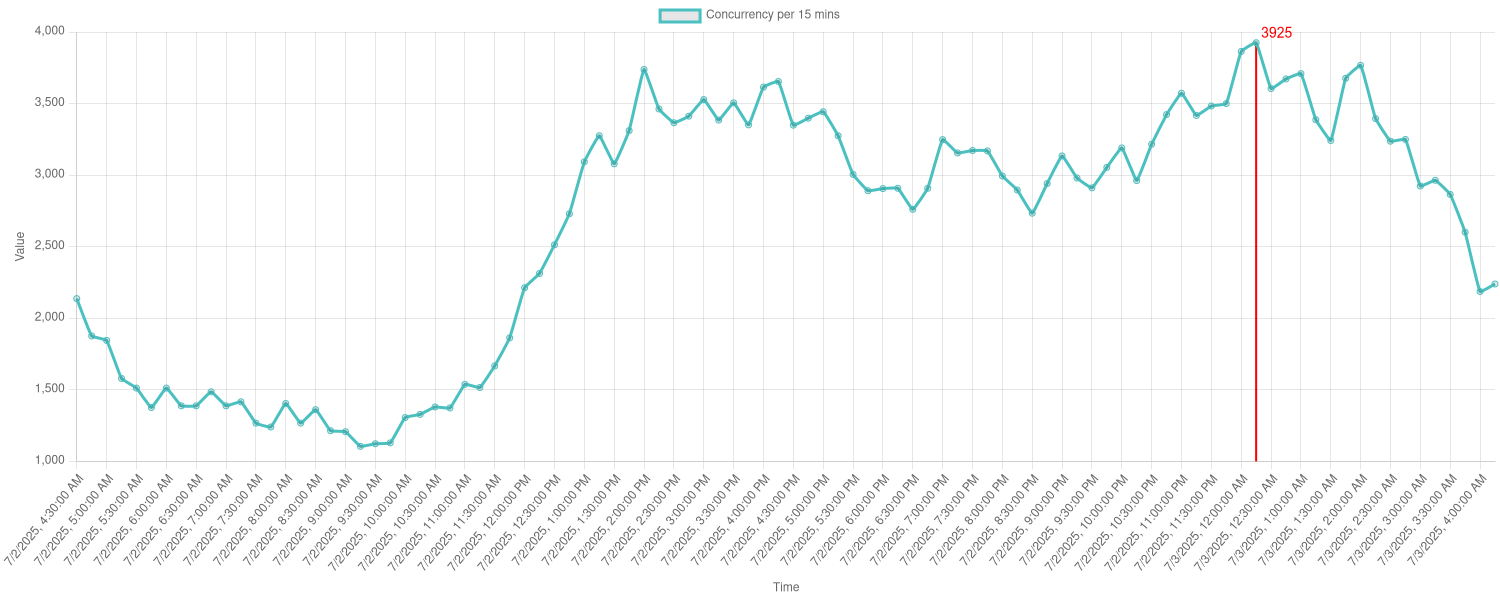 Concurrency per 15 mins
3925
4,000
3,500
3,000
2,500
2,000
1,500
1,000
Value
7/2/2025, 4:30:00 AM
7/2/2025, 5:00:00 AM
7/2/2025, 5:30:00 AM
7/2/2025, 6:00:00 AM
7/2/2025, 6:30:00 AM
7/2/2025, 7:00:00 AM
7/2/2025, 7:30:00 AM
7/2/2025, 8:00:00 AM
7/2/2025, 8:30:00 AM
7/2/2025, 9:00:00 AM
7/2/2025, 9:30:00 AM
7/2/2025, 10:00:00 AM
7/2/2025, 10:30:00 AM
7/2/2025, 11:00:00 AM
7/2/2025, 11:30:00 AM
7/2/2025, 12:00:00 PM
7/2/2025, 12:30:00 PM
7/2/2025, 1:00:00 PM
7/2/2025, 1:30:00 PM
7/2/2025, 2:00:00 PM
7/2/2025, 2:30:00 PM
7/2/2025, 3:00:00 PM
7/2/2025, 3:30:00 PM
7/2/2025, 4:00:00 PM
7/2/2025, 4:30:00 PM
7/2/2025, 5:00:00 PM
7/2/2025, 5:30:00 PM
7/2/2025, 6:00:00 PM
7/2/2025, 6:30:00 PM
7/2/2025, 7:00:00 PM
7/2/2025, 7:30:00 PM
7/2/2025, 8:00:00 PM
7/2/2025, 8:30:00 PM
7/2/2025, 9:00:00 PM
7/2/2025, 9:30:00 PM
7/2/2025, 10:00:00 PM
7/2/2025, 10:30:00 PM
7/2/2025, 11:00:00 PM
7/2/2025, 11:30:00 PM
7/3/2025, 12:00:00 AM
7/3/2025, 12:30:00 AM
7/3/2025, 1:00:00 AM
7/3/2025, 1:30:00 AM
7/3/2025, 2:00:00 AM
7/3/2025, 2:30:00 AM
7/3/2025, 3:00:00 AM
7/3/2025, 3:30:00 AM
7/3/2025, 4:00:00 AM
Time